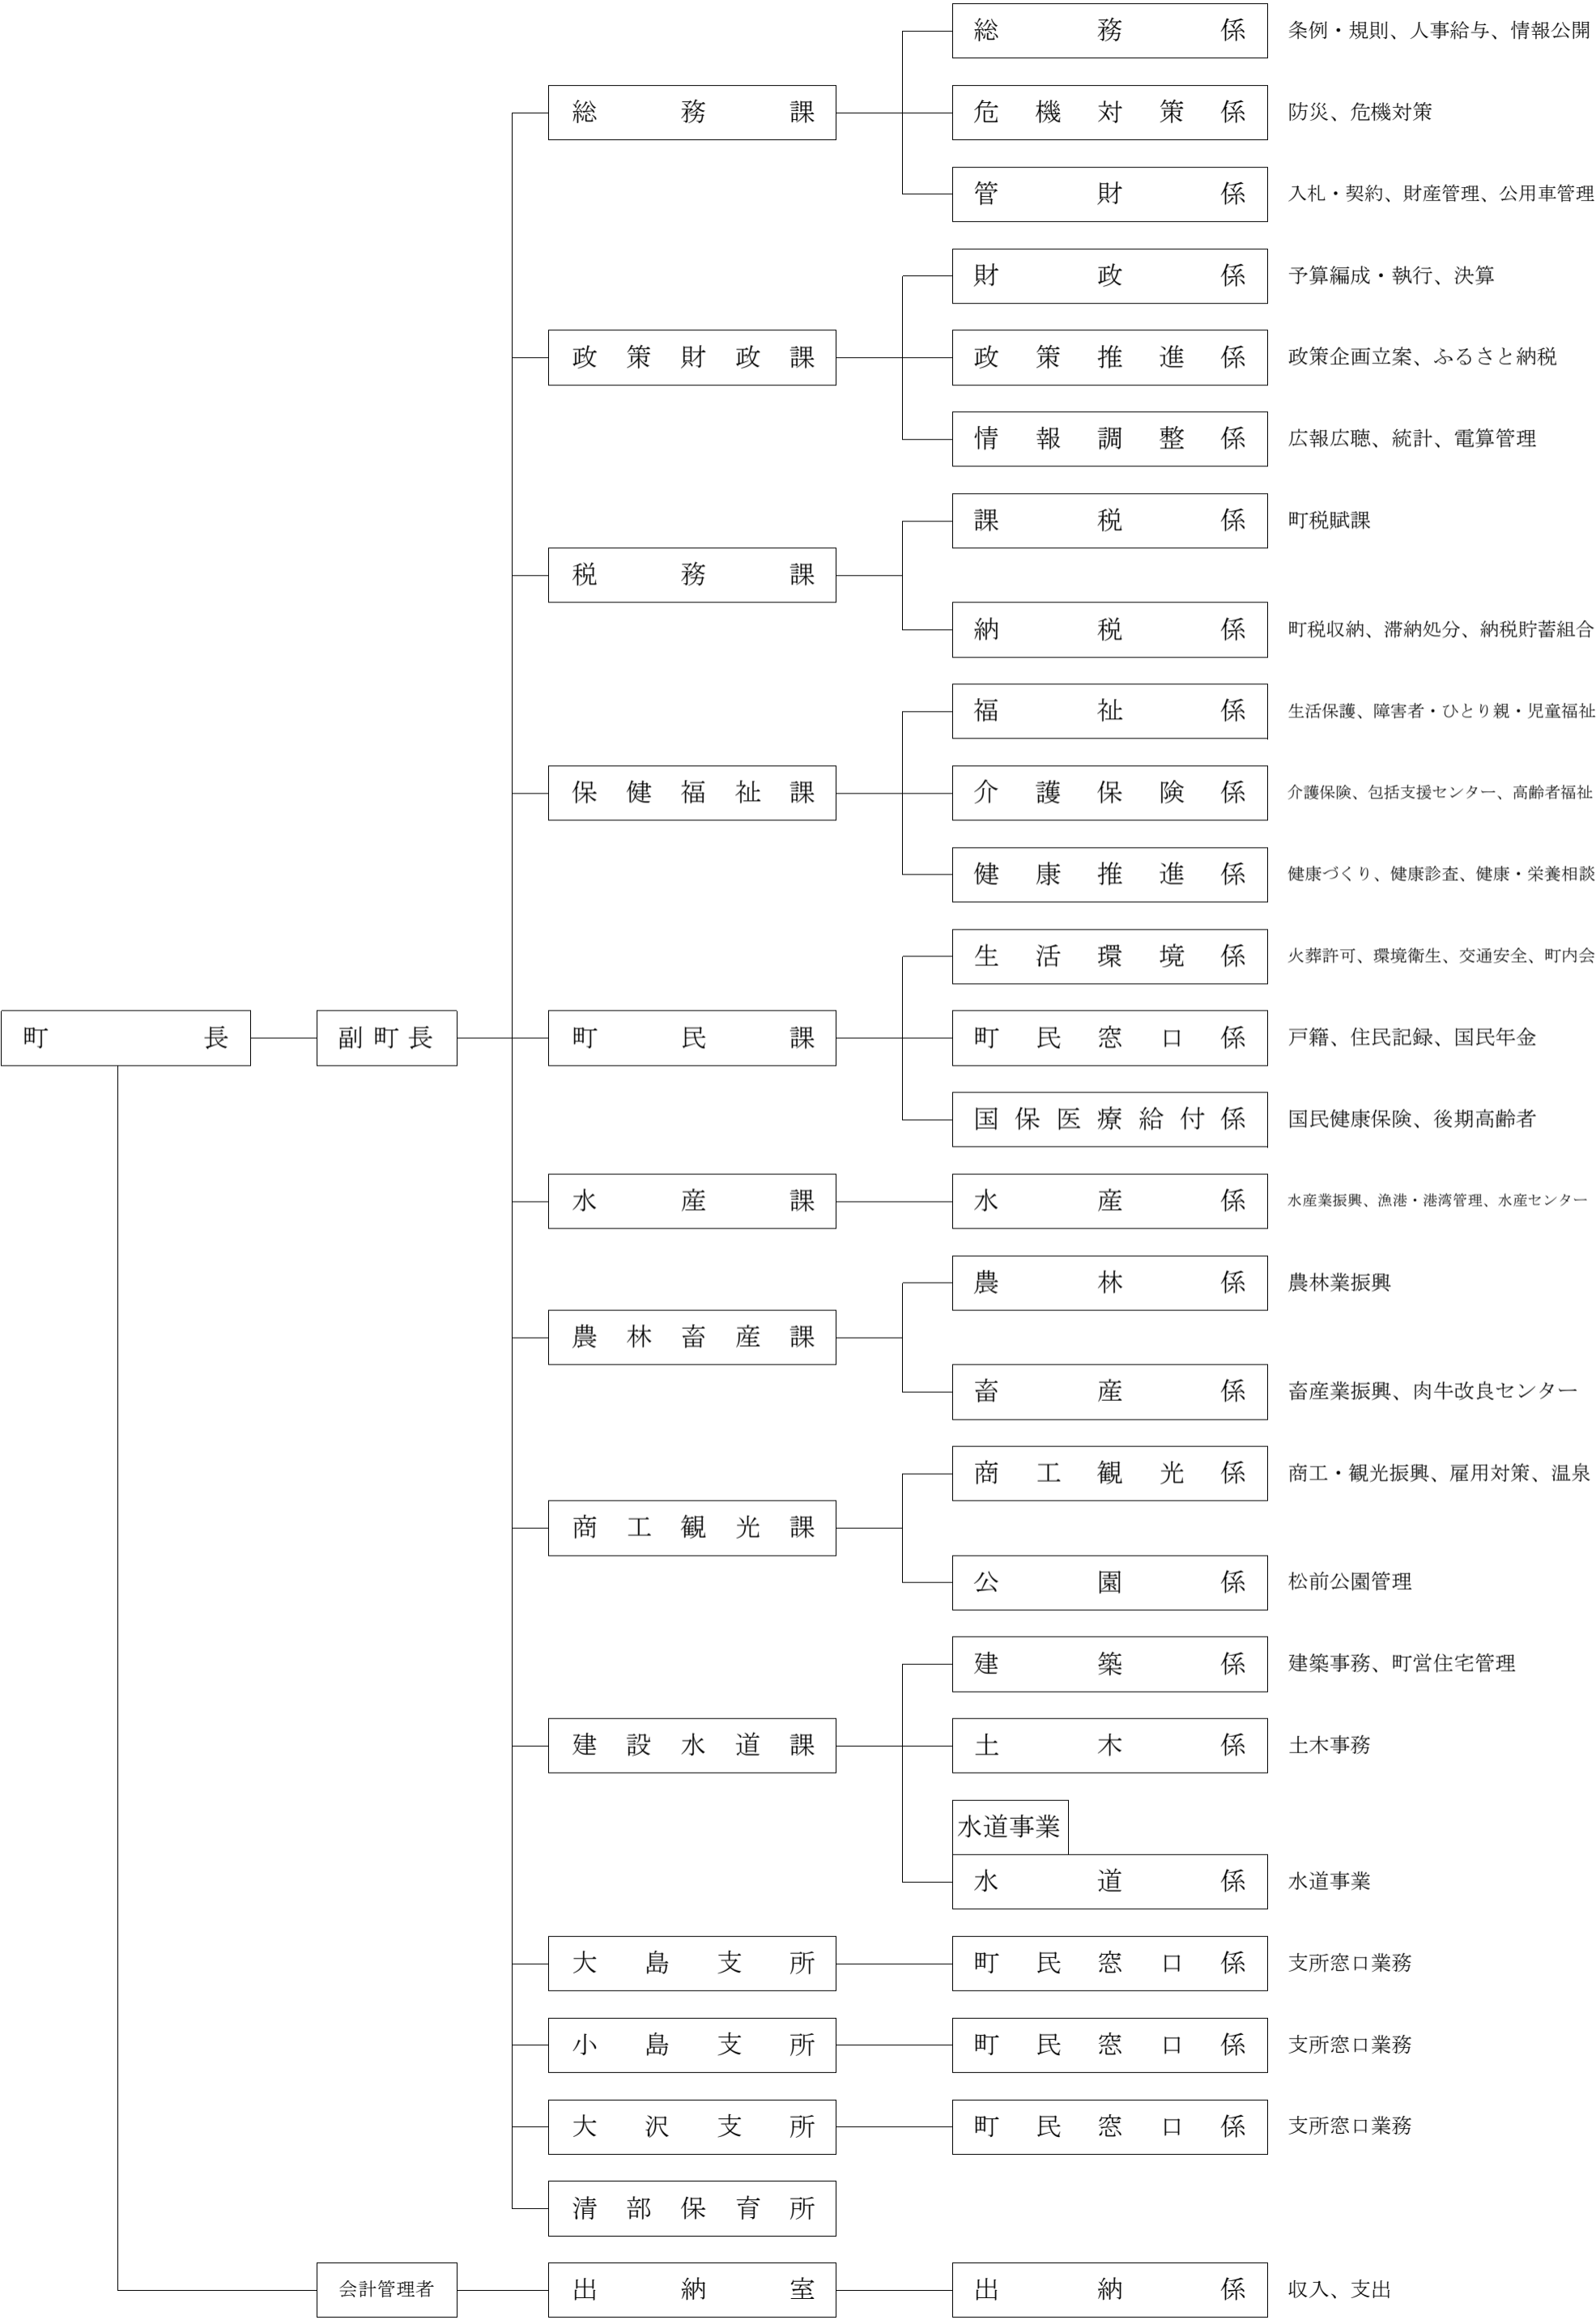 総務係 条例・規則、人事給与、情報公開
総務課 危機対策係 防災、危機対策
管財係 入札・契約、財産管理、公用車管理
財政係 予算編成・執行、決算
政策財政課 政策推進係 政策企画立案、ふるさと納税
情報調整係 広報広聴、統計、電算管理
課税係 町税賦課
税務課
納税係 町税収納、滞納処分、納税貯蓄組合
福祉係 生活保護、障害者・ひとり親・児童福祉
保健福祉課 介護保険係 介護保険、包括支援センター、高齢者福祉
健康推進係 健康づくり、健康診査、健康・栄養相談
生活環境係 火葬許可、環境衛生、交通安全、町内会
町長 副町長 町民課 町民窓口係 戸籍、住民記録、国民年金
国保医療給付係 国民健康保険、後期高齢者
水産課 水産係 水産業振興、漁港・港湾管理、水産センター
農林係 農林業振興
農林畜産課
畜産係 畜産業振興、肉牛改良センター
商工観光係 商工・観光振興、雇用対策、温泉
商工観光課
公園係 松前公園管理
建築係 建築事務、町営住宅管理
建設水道課 土木係 土木事務
水道事業
水道係 水道事業
大島支所 町民窓口係 支所窓口業務
小島支所 町民窓口係 支所窓口業務
大沢支所 町民窓口係 支所窓口業務
清部保育所
会計管理者 出納室 出納係 収入、支出